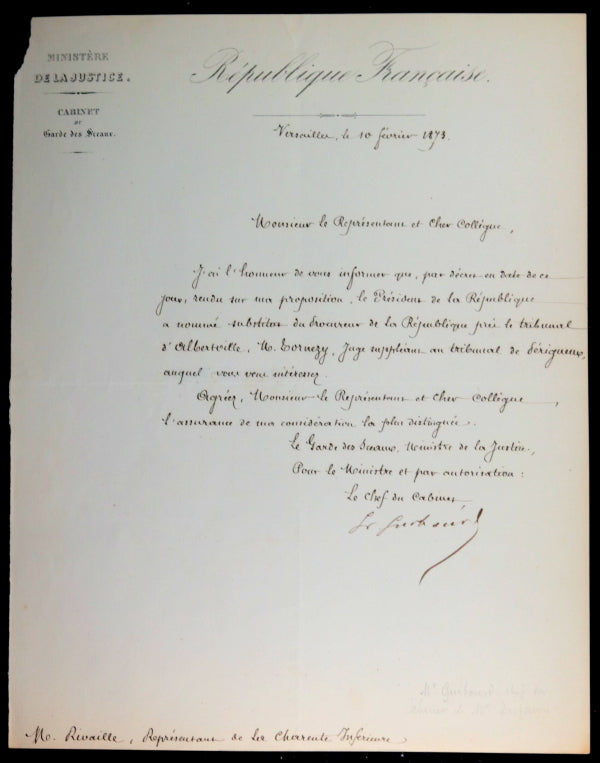 MINISTÈRE
DE LA JUSTICE.
CABINET
DU
Garde des Sceaux.
République Française.
Versailles, le 10 février 1873.
Monsieur le Représentant et Cher Collègue,
J'ai l'honneur de vous informer que, par décret en date de ce
jour, rendu sur ma proposition, le Président de la République
a nommé substitut du Procureur de la République près le tribunal
d'Albertville, M. Tornezy, Juge suppléant au tribunal de Périgueux,
auquel vous vous intéressez.
Agréez, Monsieur le Représentant et Cher Collègue,
l'assurance de ma considération la plus distinguée.
Le Garde des Sceaux, Ministre de la Justice,
Pour le Ministre et par autorisation :
Le Chef du Cabinet
M. Rivaille, Représentant de la Charente Inférieure